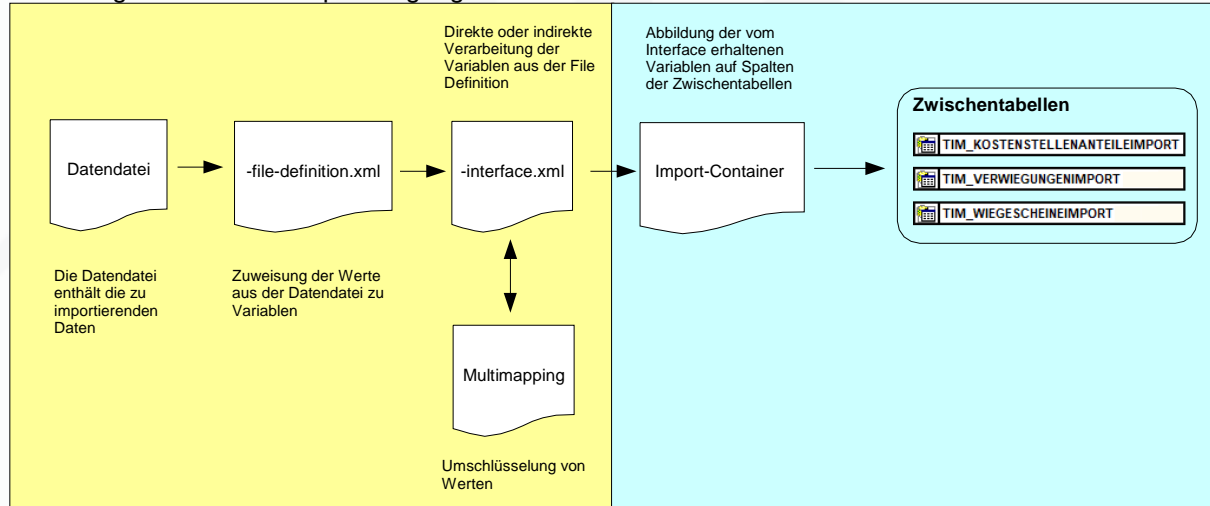 Direkte oder indirekte
Verarbeitung der
Variablen aus der File
Definition
Abbildung der vom
Interface erhaltenen
Variablen auf Spalten
der Zwischentabellen
Zwischentabellen
TIM_KOSTENSTELLENANTEILEIMPORT
TIM_VERWIEGUNGENIMPORT
TIM_WIEGESCHEINEIMPORT
Datendatei
-file-definition.xml
-interface.xml
Import-Container
Die Datendatei
enthält die zu
importierenden
Daten
Zuweisung der Werte
aus der Datendatei zu
Variablen
Multimapping
Umschlüsselung von
Werten